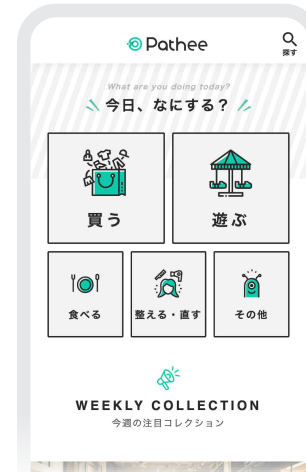 Pathee
探す
What are you doing today?
今日、なにする？
買う
遊ぶ
食べる
整える・直す
その他
WEEKLY COLLECTION
今週の注目コレクション